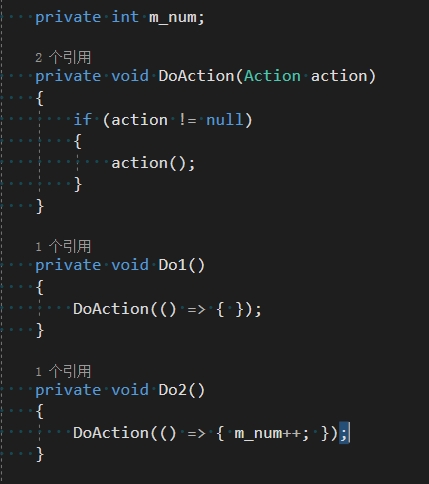 private int m_num;
2 个引用
private void DoAction(Action action)
{
if (action != null)
{
action();
}
}
1 个引用
private void Do1()
{
DoAction(() => { });
}
1 个引用
private void Do2()
{
DoAction(() => { m_num++; });
}